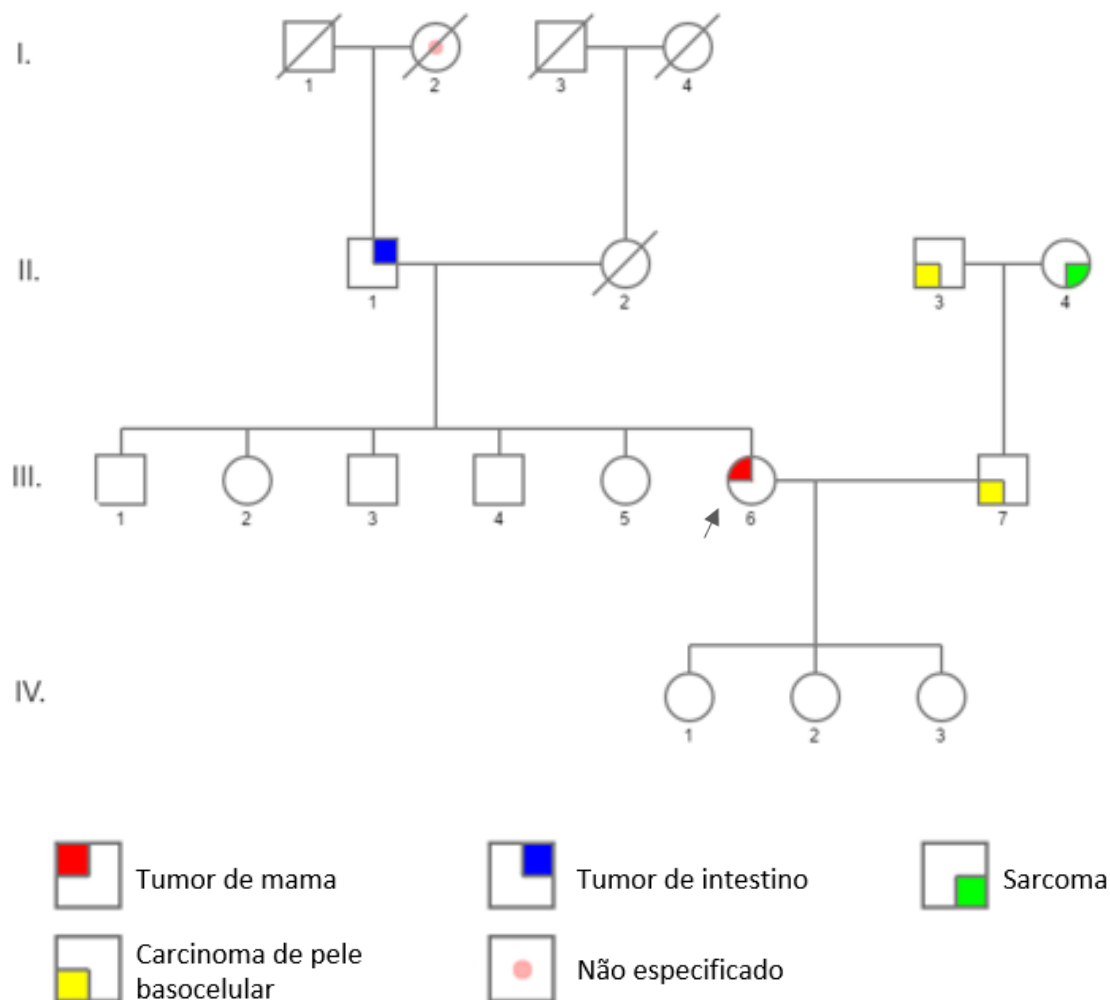 I.
1 2 3 4
II.
1 2 3 4
III.
1 2 3 4 5 6 7
IV.
1 2 3
Tumor de mama
Tumor de intestino
Sarcoma
Carcinoma de pele
basocelular
Não especificado